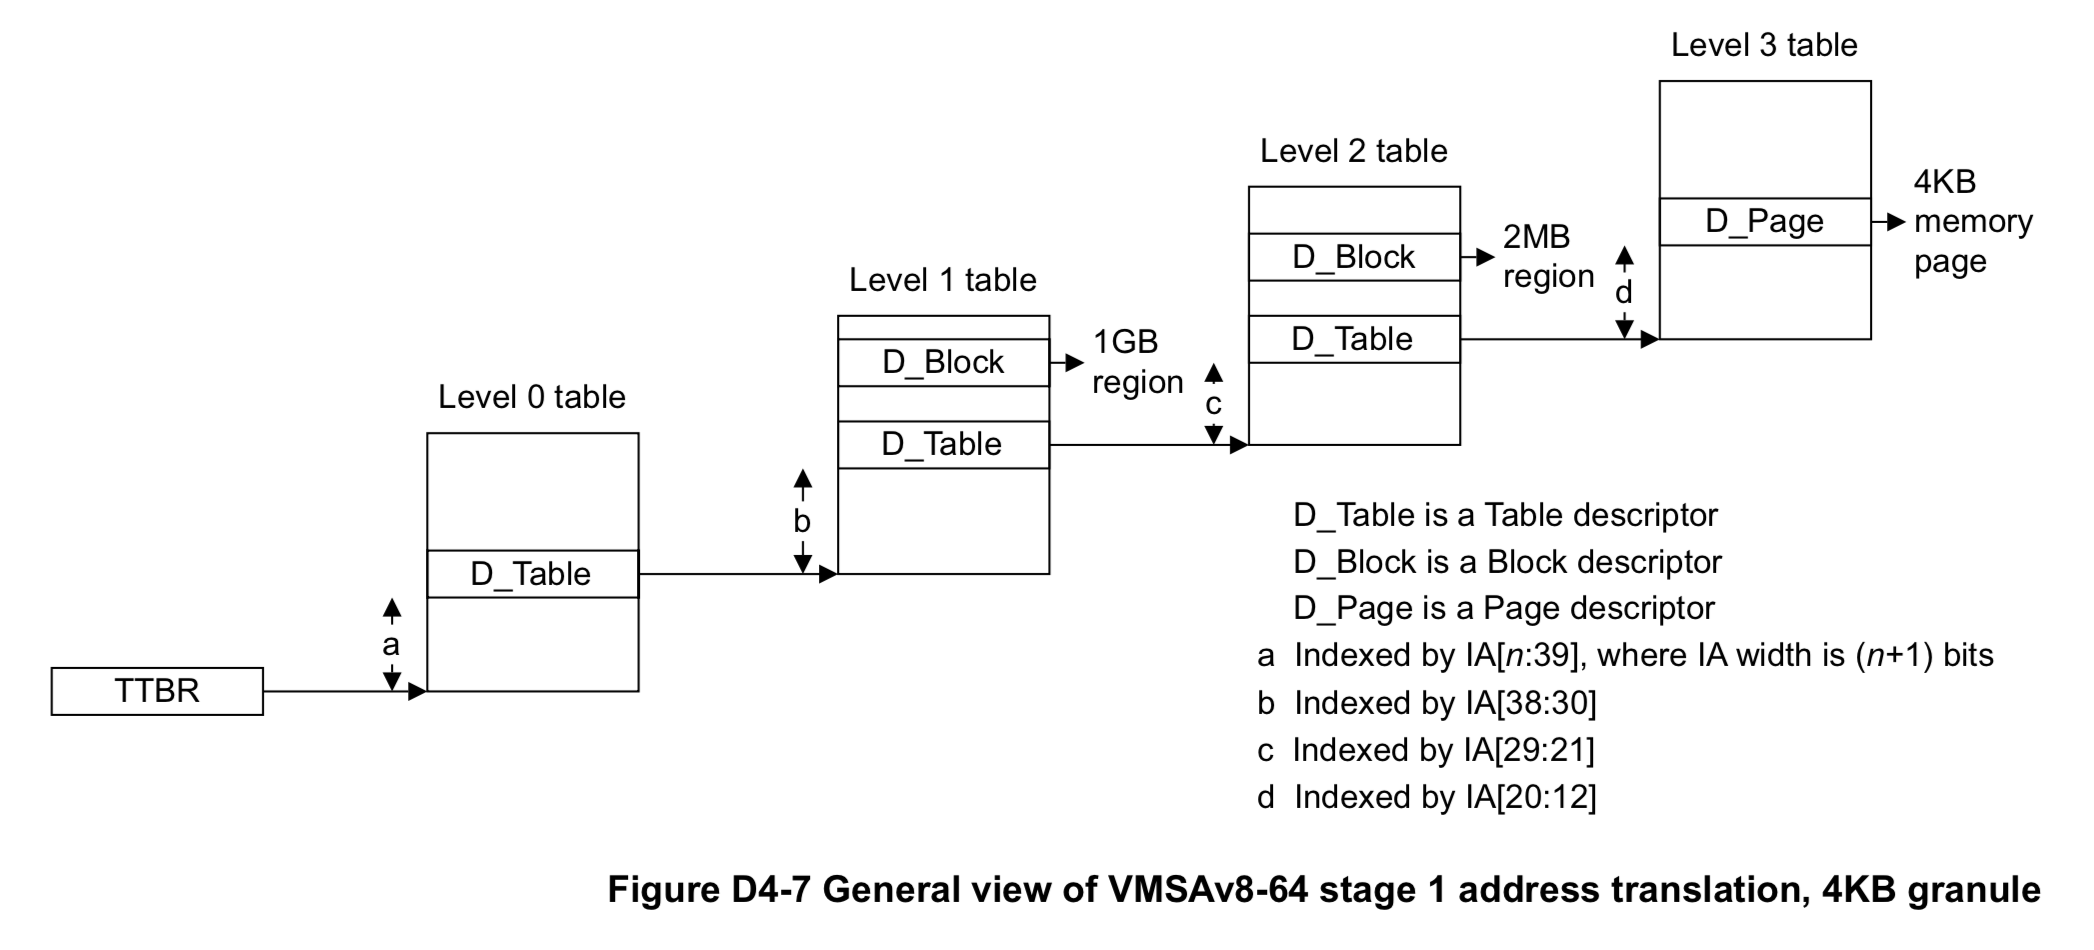 Level 3 table
4KB
memory
page
D_Page
Level 2 table
D_Block
2MB
region
d
D_Table
Level 1 table
D_Block
1GB
region
c
D_Table
Level 0 table
b
D_Table
a
TTBR
D_Table is a Table descriptor
D_Block is a Block descriptor
D_Page is a Page descriptor
a Indexed by IA[n:39], where IA width is (n+1) bits
b Indexed by IA[38:30]
c Indexed by IA[29:21]
d Indexed by IA[20:12]
Figure D4-7 General view of VMSAv8-64 stage 1 address translation, 4KB granule